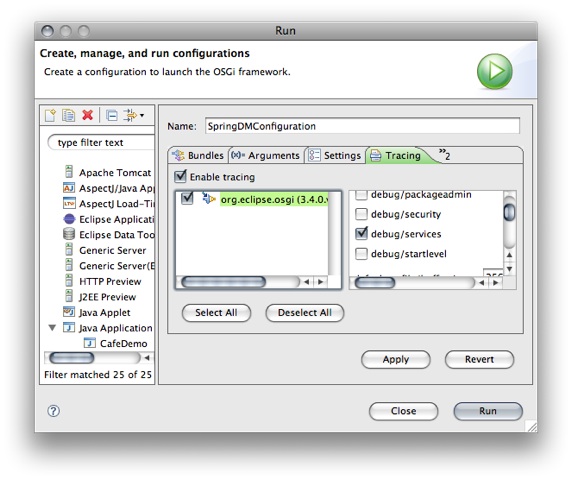 Run
Create, manage, and run configurations
Create a configuration to launch the OSGi framework.
type filter text
Apache Tomcat
AspectJ/Java App
AspectJ Load-Tim
Eclipse Applicati
Eclipse Data Too
Generic Server
Generic Server(E
HTTP Preview
J2EE Preview
Java Applet
Java Application
CafeDemo
Filter matched 25 of 25
Name: SpringDMConfiguration
Bundles (x)= Arguments Settings Tracing »2
Enable tracing
org.eclipse.osgi (3.4.0.v
debug/packageadmin
debug/security
debug/services
debug/startlevel
Select All Deselect All
Apply Revert
? Close Run